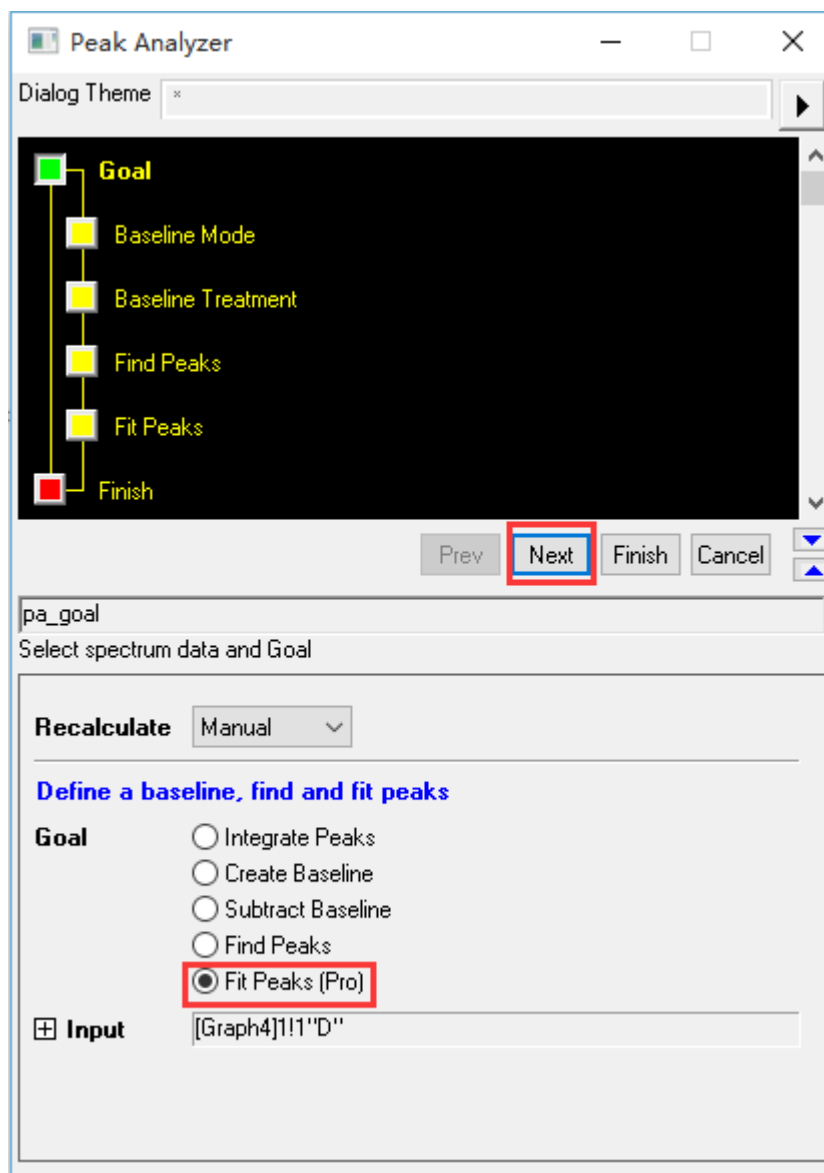 Peak Analyzer
Dialog Theme *
Goal
Baseline Mode
Baseline Treatment
Find Peaks
Fit Peaks
Finish
Prev Next Finish Cancel
pa_goal
Select spectrum data and Goal
Recalculate Manual
Define a baseline, find and fit peaks
Goal Integrate Peaks
Create Baseline
Subtract Baseline
Find Peaks
Fit Peaks (Pro)
Input [Graph4]1!1"D"